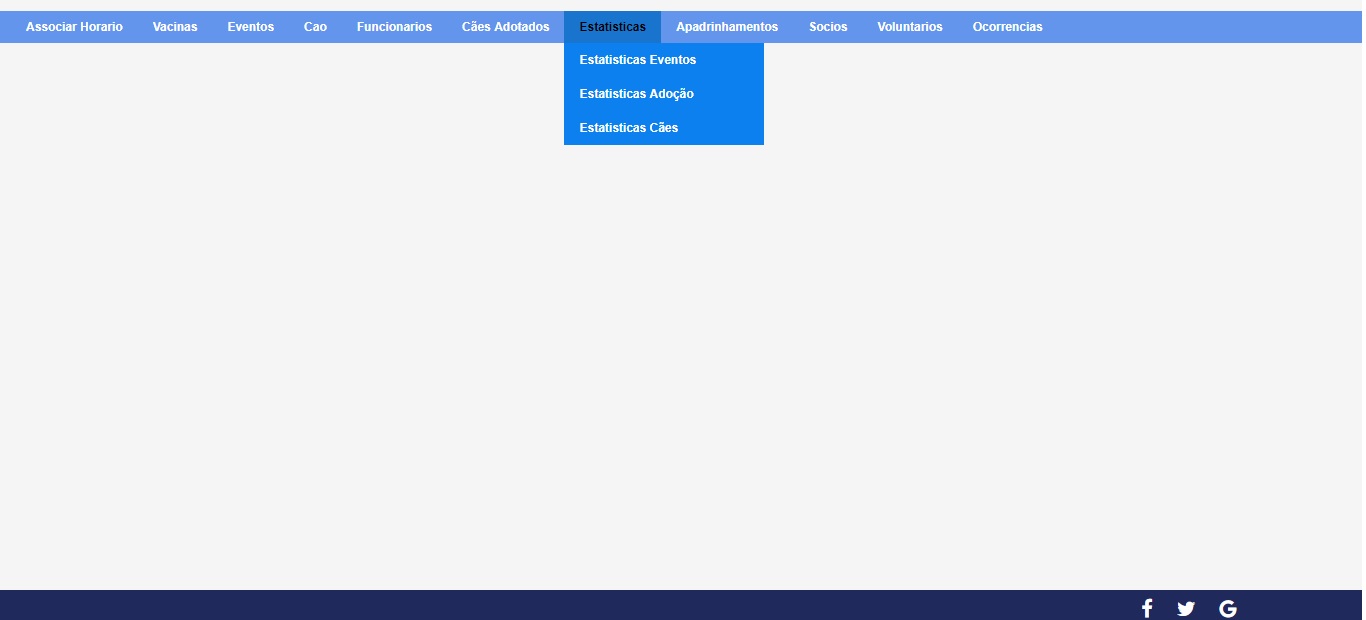 Associar Horario Vacinas Eventos Cao Funcionarios Cães Adotados Estatisticas Apadrinhamentos Socios Voluntarios Ocorrencias
Estatisticas Eventos
Estatisticas Adoção
Estatisticas Cães